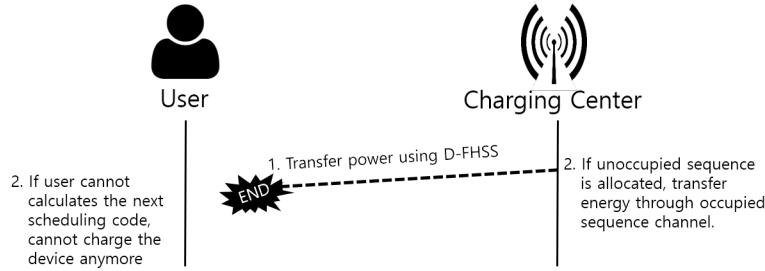 User
Charging Center
1. Transfer power using D-FHSS
END
2. If user cannot
calculates the next
scheduling code,
cannot charge the
device anymore
2. If unoccupied sequence
is allocated, transfer
energy through occupied
sequence channel.